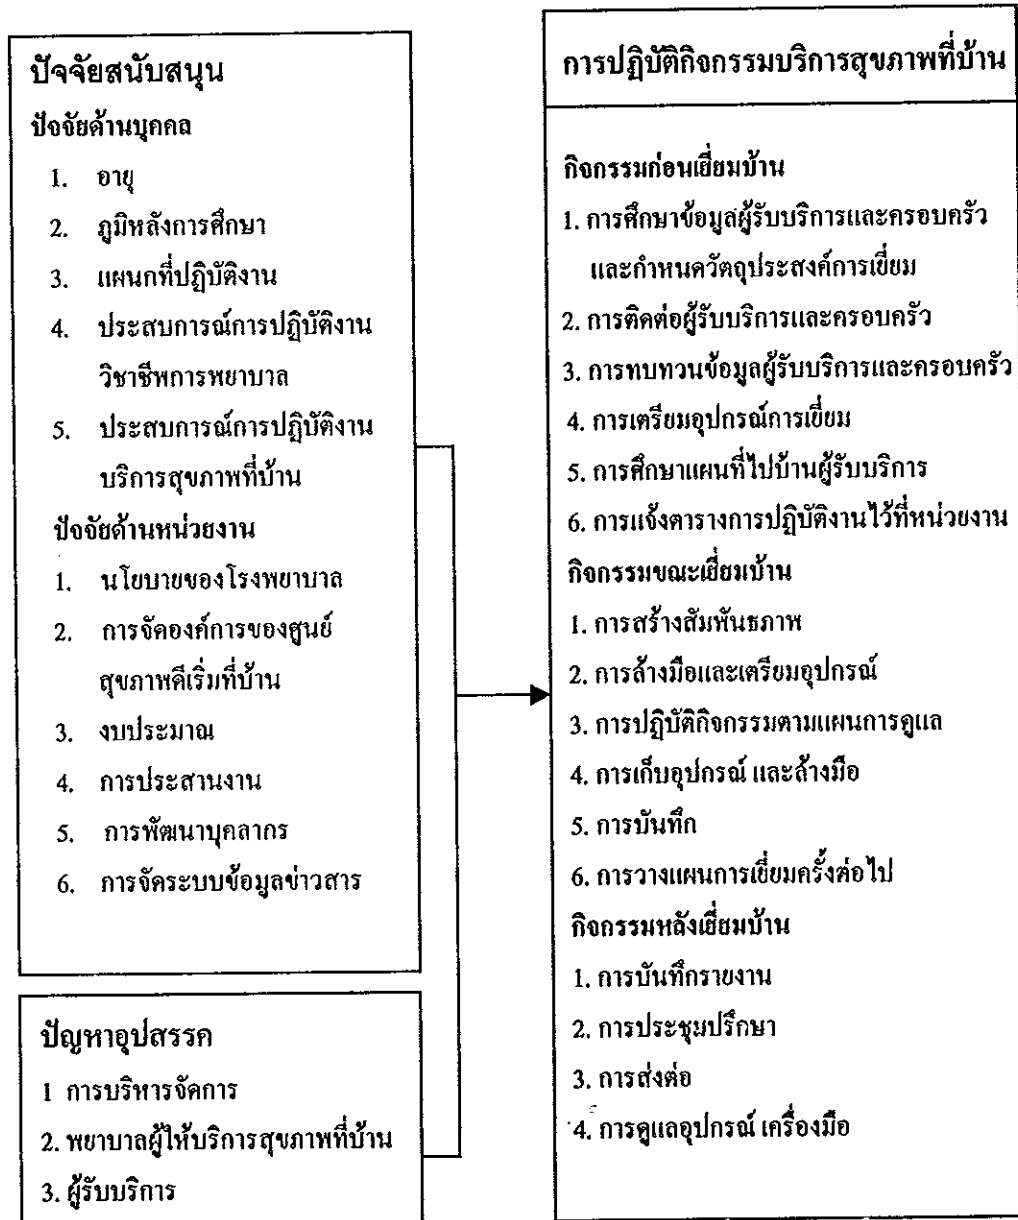 ปัจจัยสนับสนุน
ปัจจัยด้านบุคคล
1. อายุ
2. ภูมิหลังการศึกษา
3. แผนกที่ปฏิบัติงาน
4. ประสบการณ์การปฏิบัติงาน
วิชาชีพการพยาบาล
5. ประสบการณ์การปฏิบัติงาน
บริการสุขภาพที่บ้าน
ปัจจัยด้านหน่วยงาน
1. นโยบายของโรงพยาบาล
2. การจัดองค์การของศูนย์
สุขภาพดีเริ่มที่บ้าน
3. งบประมาณ
4. การประสานงาน
5. การพัฒนาบุคลากร
6. การจัดระบบข้อมูลข่าวสาร
ปัญหาอุปสรรค
1 การบริหารจัดการ
2. พยาบาลผู้ให้บริการสุขภาพที่บ้าน
3. ผู้รับบริการ
การปฏิบัติกิจกรรมบริการสุขภาพที่บ้าน
กิจกรรมก่อนเยี่ยมบ้าน
1. การศึกษาข้อมูลผู้รับบริการและครอบครัว
และกำหนดวัตถุประสงค์การเยี่ยม
2. การติดต่อผู้รับบริการและครอบครัว
3. การทบทวนข้อมูลผู้รับบริการและครอบครัว
4. การเตรียมอุปกรณ์การเยี่ยม
5. การศึกษาแผนที่ไปบ้านผู้รับบริการ
6. การแจ้งตารางการปฏิบัติงานไว้ที่หน่วยงาน
กิจกรรมขณะเยี่ยมบ้าน
1. การสร้างสัมพันธภาพ
2. การล้างมือและเตรียมอุปกรณ์
3. การปฏิบัติกิจกรรมตามแผนการดูแล
4. การเก็บอุปกรณ์ และล้างมือ
5. การบันทึก
6. การวางแผนการเยี่ยมครั้งต่อไป
กิจกรรมหลังเยี่ยมบ้าน
1. การบันทึกรายงาน
2. การประชุมปรึกษา
3. การส่งต่อ
4. การดูแลอุปกรณ์ เครื่องมือ